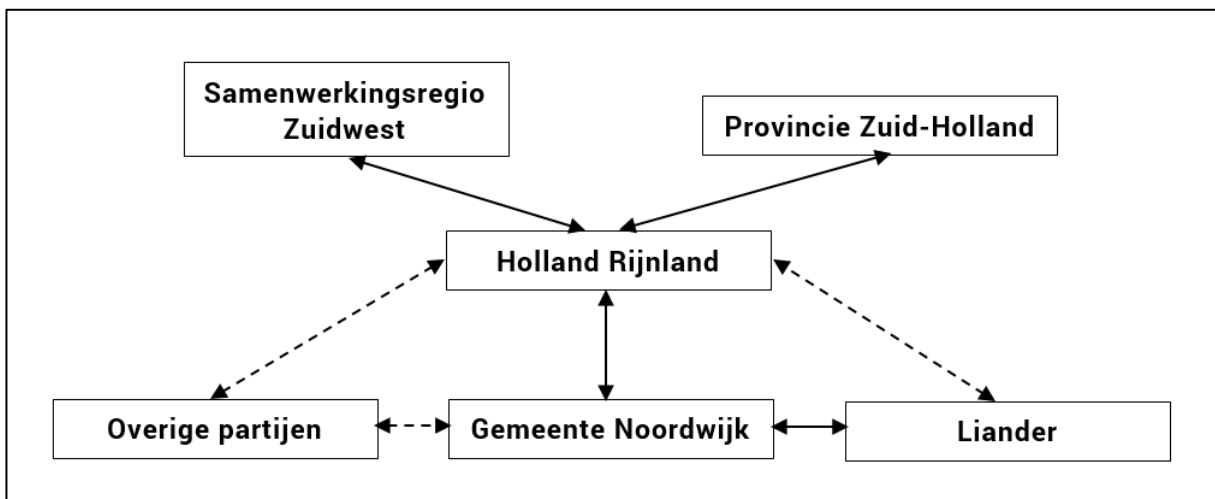 Samenwerkingsregio
Zuidwest
Provincie Zuid-Holland
Holland Rijnland
Overige partijen
Gemeente Noordwijk
Liander